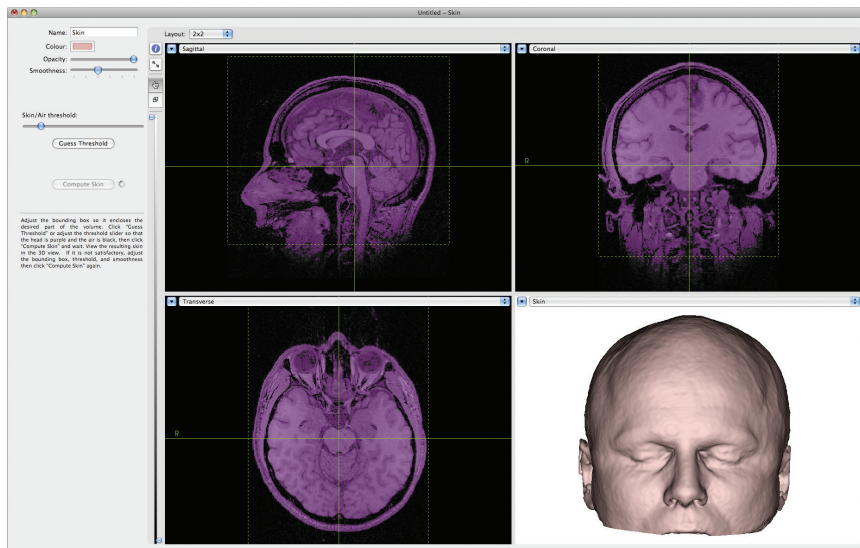 Untitled – Skin
Name: Skin
Colour:
Opacity:
Smoothness:
Skin/Air threshold:
Guess Threshold
Compute Skin
Adjust the bounding box so it encloses the
desired part of the volume. Click "Guess
Threshold" or adjust the threshold slider so that
the head is purple and the air is black, then click
"Compute Skin" and wait. View the resulting skin
in the 3D view. If it is not satisfactory, adjust
the bounding box, threshold, and smoothness
then click "Compute Skin" again.
Layout: 2x2
Sagittal
Coronal
R
Transverse
R
Skin